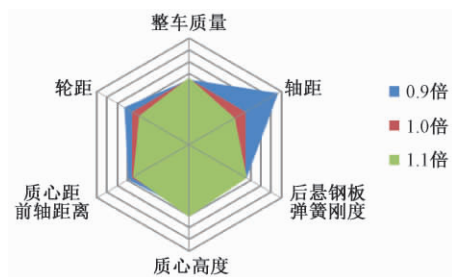 整车质量
轮距
轴距
0.9倍
1.0倍
1.1倍
质心距
前轴距离
后悬钢板
弹簧刚度
质心高度